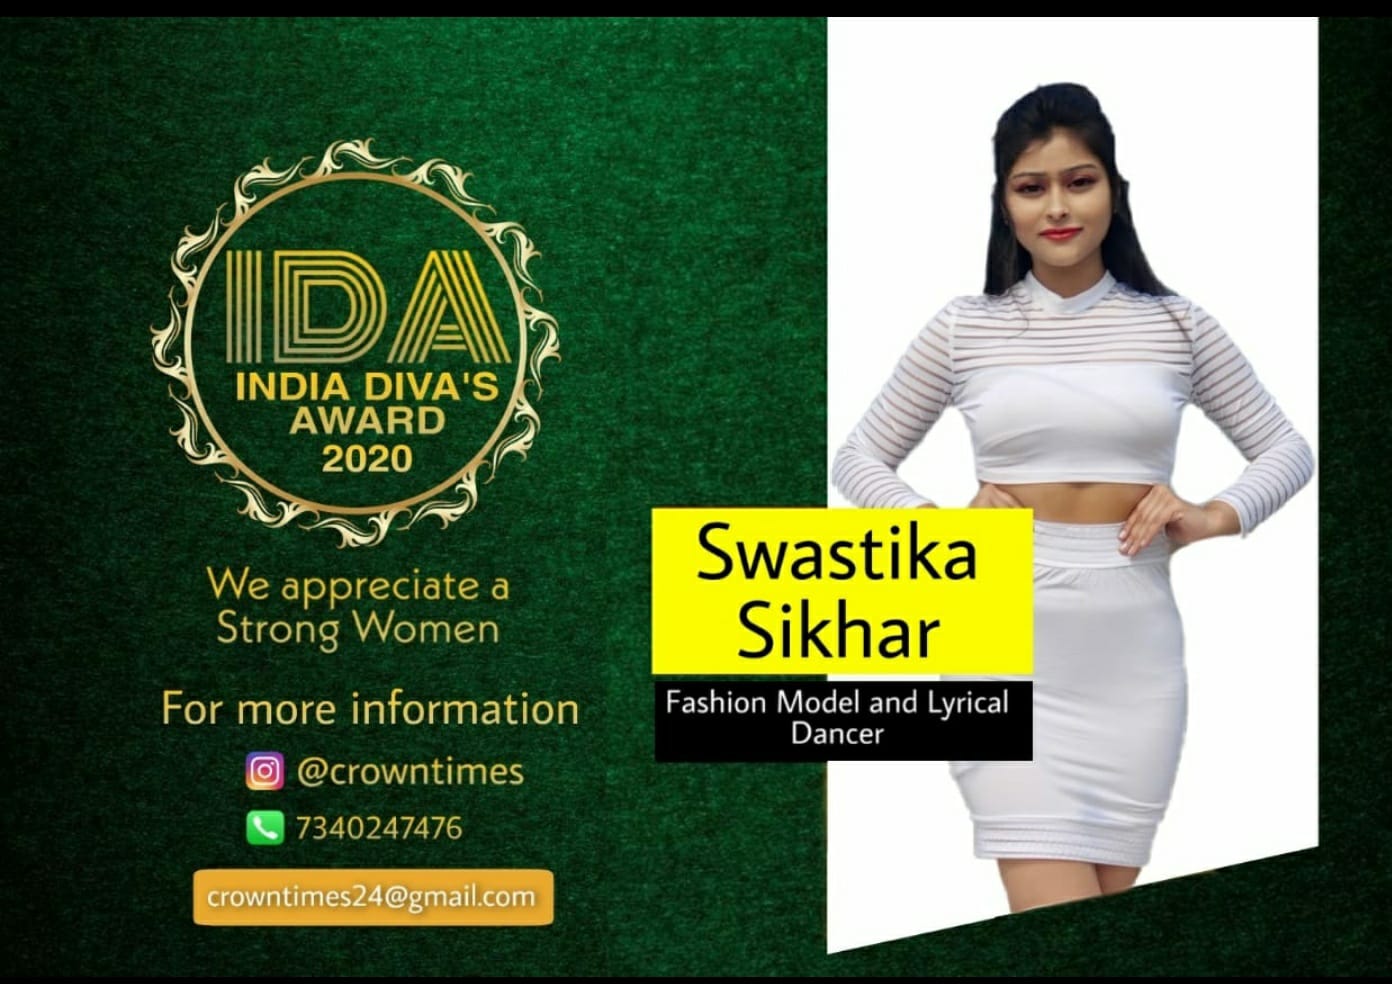 IDA
INDIA DIVA'S
AWARD
2020
We appreciate a
Strong Women
For more information
@crowntimes
7340247476
crowntimes24@gmail.com
Swastika
Sikhar
Fashion Model and Lyrical
Dancer